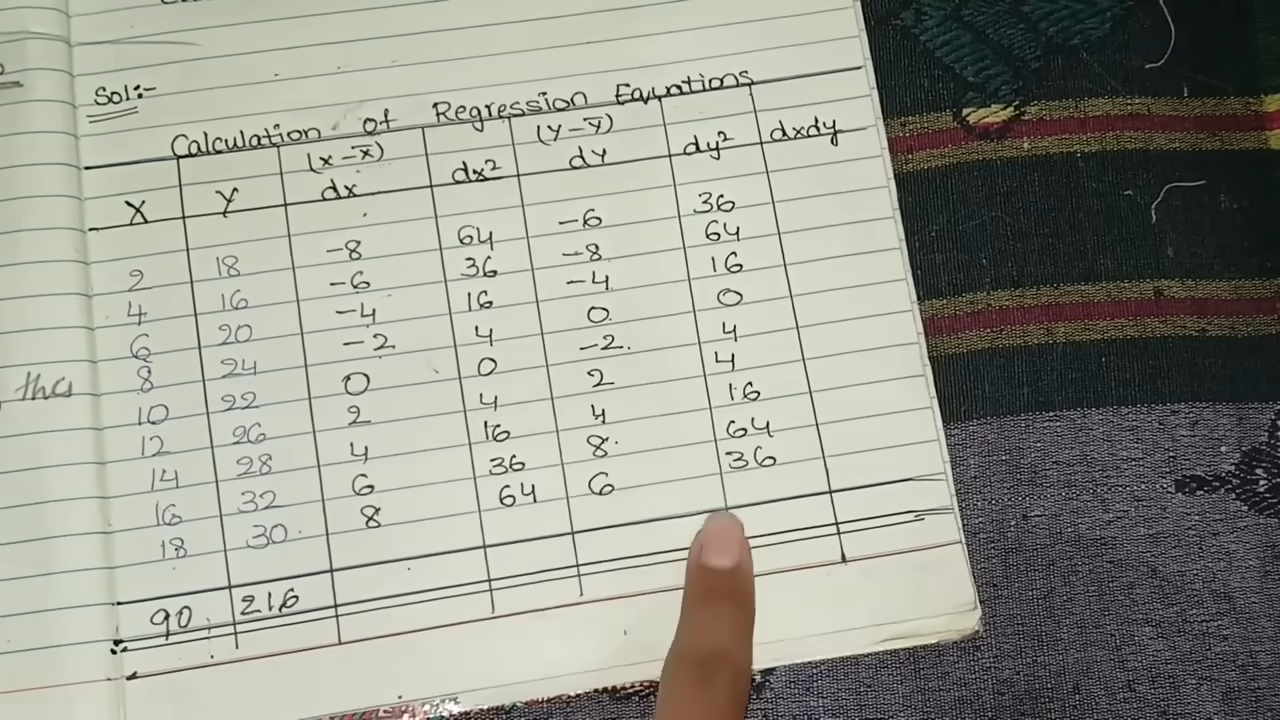 Sol:-
Calculation of Regression Equations
X Y (x-x̅) dx dx² (y-y̅) dy dy² dxdy
2 18 -8 64 -6 36
4 16 -6 36 -8 64
6 20 -4 16 -4 16
8 24 -2 4 0 0
10 22 0 0 -2 4
12 26 2 4 2 4
14 28 4 16 4 16
16 32 6 36 8 64
18 30 8 64 6 36
90 216
this